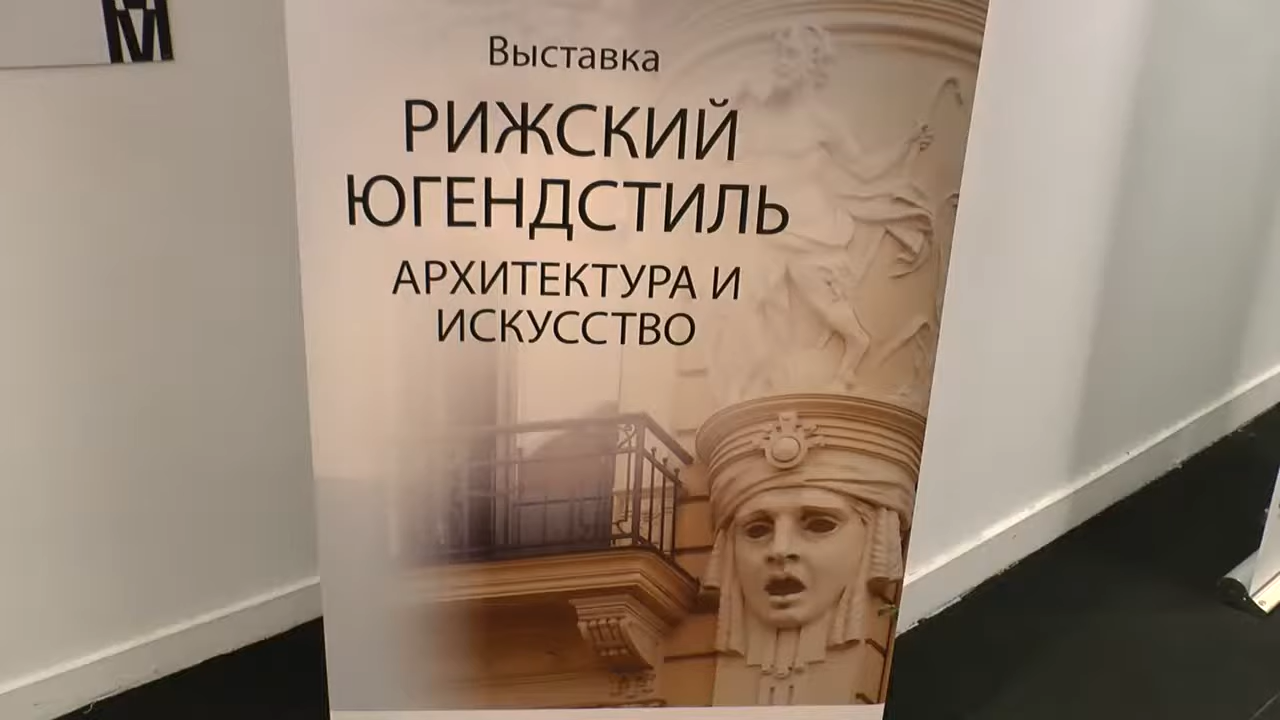 Выставка
РИЖСКИЙ
ЮГЕНДСТИЛЬ
АРХИТЕКТУРА И
ИСКУССТВО